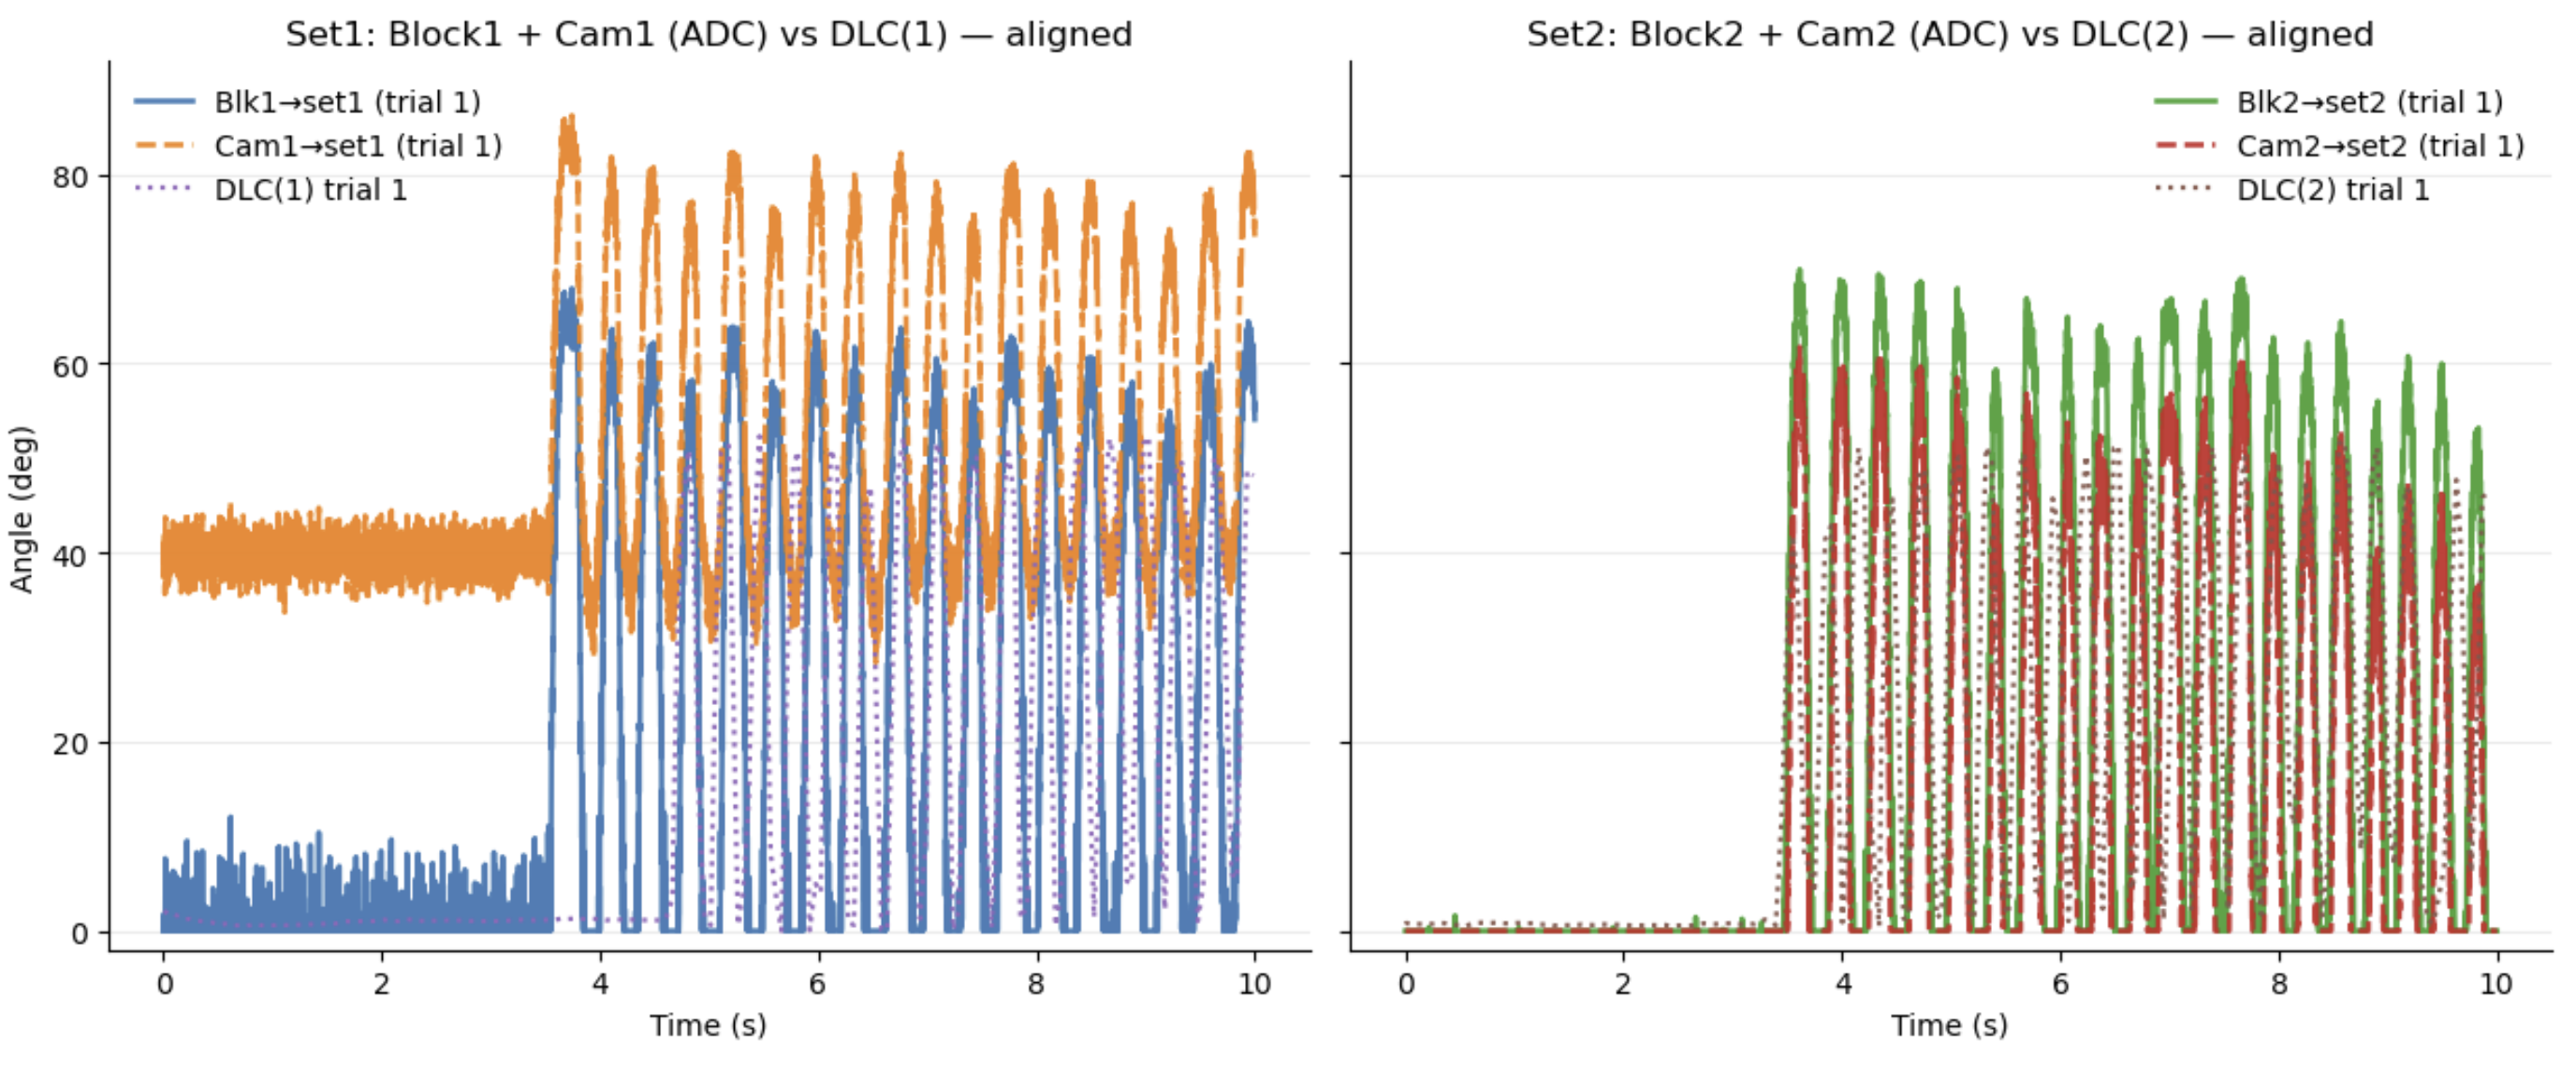 Set1: Block1 + Cam1 (ADC) vs DLC(1) — aligned
Blk1→set1 (trial 1)
Cam1→set1 (trial 1)
DLC(1) trial 1
Angle (deg)
80
60
40
20
0
0 2 4 6 8 10
Time (s)
Set2: Block2 + Cam2 (ADC) vs DLC(2) — aligned
Blk2→set2 (trial 1)
Cam2→set2 (trial 1)
DLC(2) trial 1
0 2 4 6 8 10
Time (s)